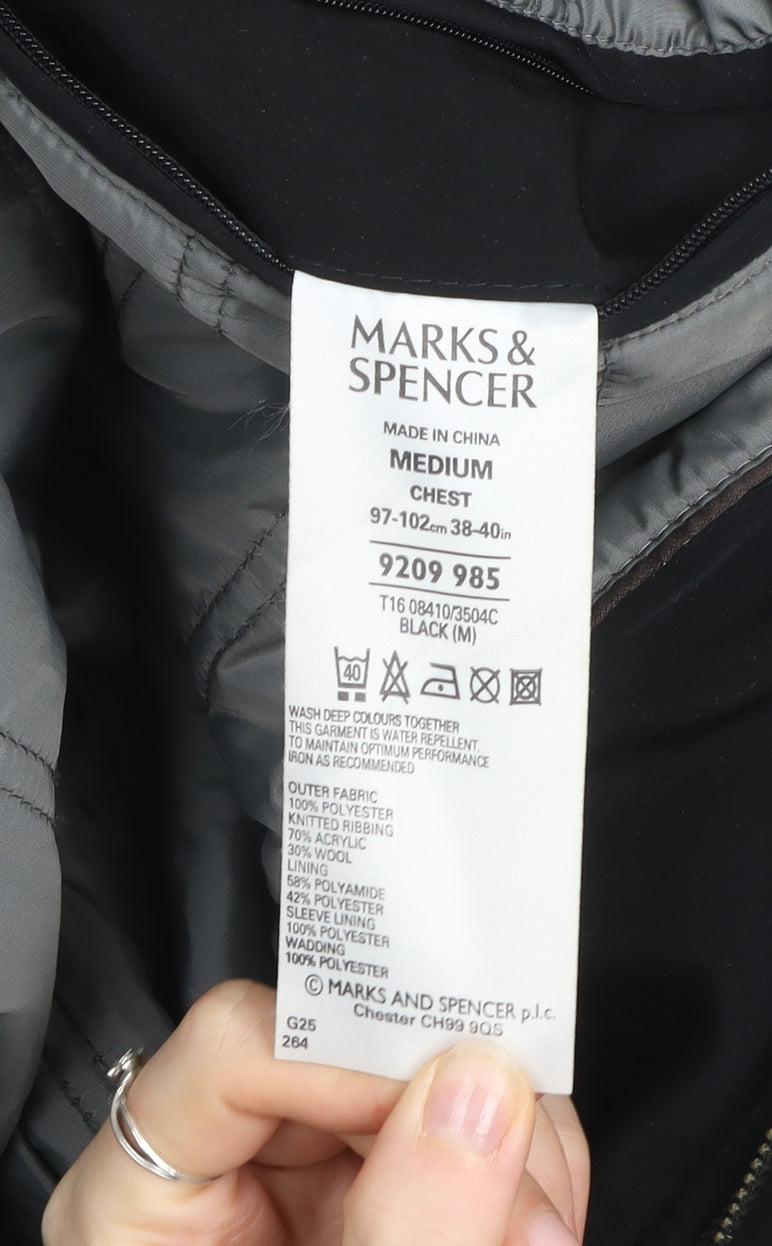 MARKS &
SPENCER
MADE IN CHINA
MEDIUM
CHEST
97-102cm 38-40in
9209 985
T16 08410/3504C
BLACK (M)
40
WASH DEEP COLOURS TOGETHER
THIS GARMENT IS WATER REPELLENT.
TO MAINTAIN OPTIMUM PERFORMANCE
IRON AS RECOMMENDED
OUTER FABRIC
100% POLYESTER
KNITTED RIBBING
70% ACRYLIC
30% WOOL
LINING
58% POLYAMIDE
42% POLYESTER
SLEEVE LINING
100% POLYESTER
WADDING
100% POLYESTER
© MARKS AND SPENCER p.l.c.
Chester CH99 9QS
G25
264